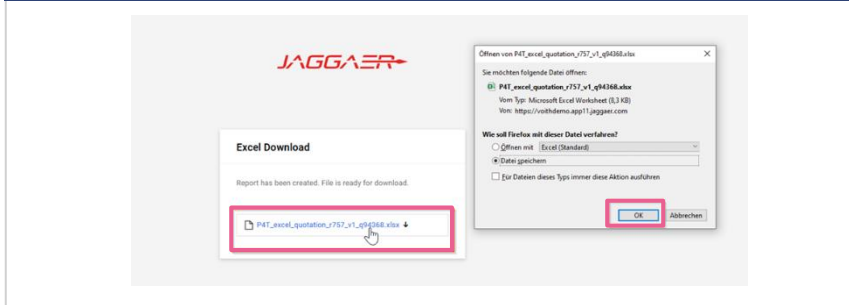 JAGGAER
Excel Download
Report has been created. File is ready for download.
P4T_excel_quotation_r757_v1_q94368.xlsx
Öffnen von P4T_excel_quotation_r757_v1_q94368.xlsx
Sie möchten folgende Datei öffnen:
P4T_excel_quotation_r757_v1_q94368.xlsx
Vom Typ: Microsoft Excel Worksheet (8,3 KB)
Von: https://voithdemo.app11.jaggaer.com
Wie soll Firefox mit dieser Datei verfahren?
Öffnen mit Excel (Standard)
Datei speichern
Für Dateien dieses Typs immer diese Aktion ausführen
OK Abbrechen